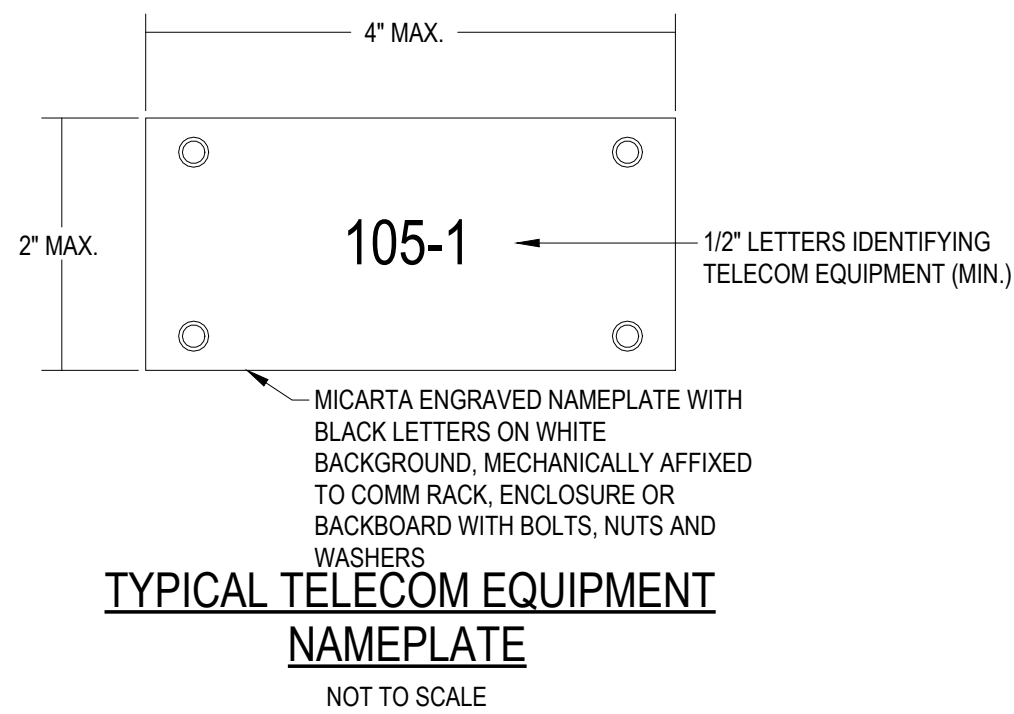 4" MAX.
2" MAX.
105-1
1/2" LETTERS IDENTIFYING
TELECOM EQUIPMENT (MIN.)
MICARTA ENGRAVED NAMEPLATE WITH
BLACK LETTERS ON WHITE
BACKGROUND, MECHANICALLY AFFIXED
TO COMM RACK, ENCLOSURE OR
BACKBOARD WITH BOLTS, NUTS AND
WASHERS
TYPICAL TELECOM EQUIPMENT
NAMEPLATE
NOT TO SCALE